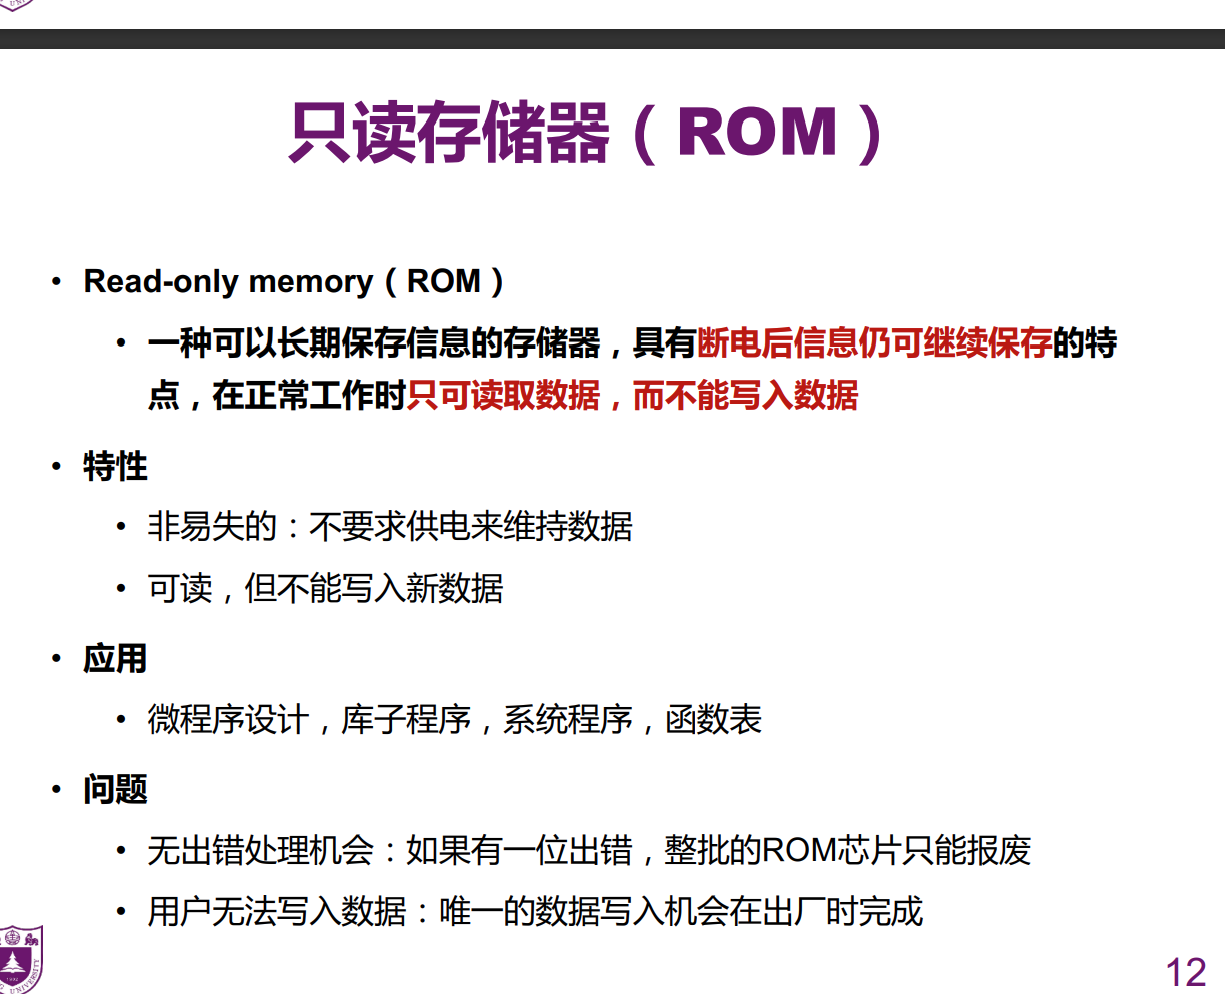 只读存储器（ROM）
• Read-only memory（ROM）
• 一种可以长期保存信息的存储器，具有断电后信息仍可继续保存的特
点，在正常工作时只可读取数据，而不能写入数据
• 特性
• 非易失的：不要求供电来维持数据
• 可读，但不能写入新数据
• 应用
• 微程序设计，库子程序，系统程序，函数表
• 问题
• 无出错处理机会：如果有一位出错，整批的ROM芯片只能报废
• 用户无法写入数据：唯一的数据写入机会在出厂时完成
UNIVERSITY
12